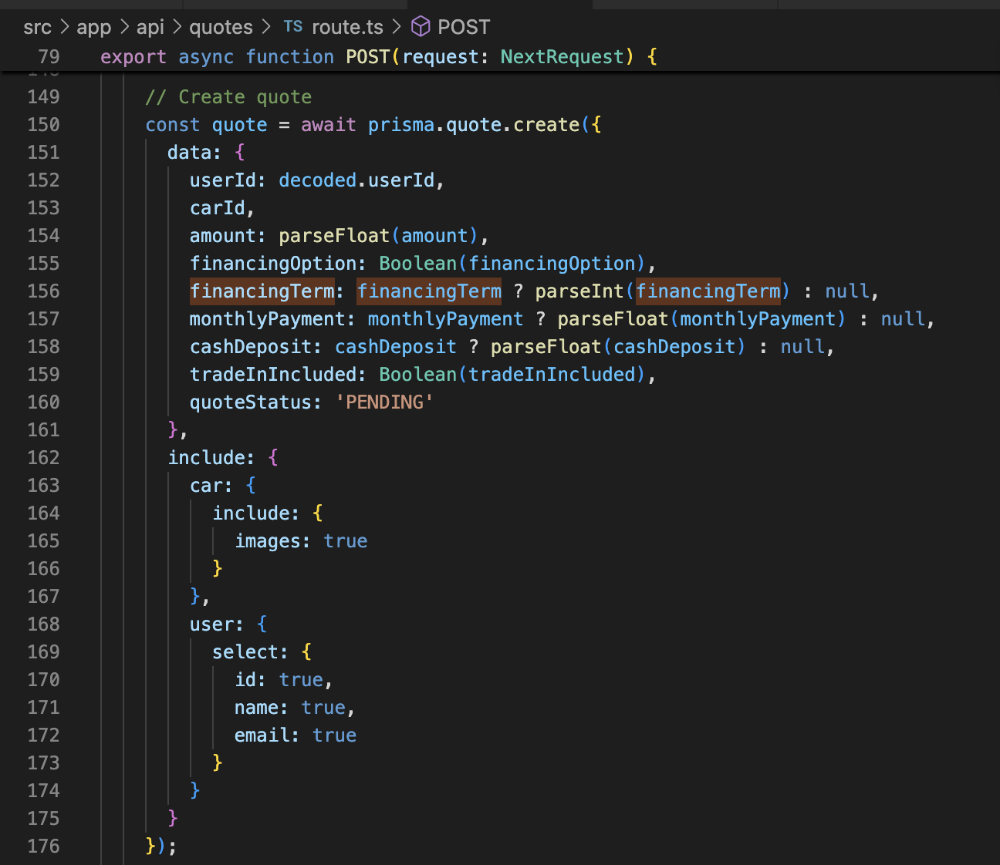 src > app > api > quotes > TS route.ts > POST
79 export async function POST(request: NextRequest) {
149 // Create quote
150 const quote = await prisma.quote.create({
151 data: {
152 userId: decoded.userId,
153 carId,
154 amount: parseFloat(amount),
155 financingOption: Boolean(financingOption),
156 financingTerm: financingTerm ? parseInt(financingTerm) : null,
157 monthlyPayment: monthlyPayment ? parseFloat(monthlyPayment) : null,
158 cashDeposit: cashDeposit ? parseFloat(cashDeposit) : null,
159 tradeInIncluded: Boolean(tradeInIncluded),
160 quoteStatus: 'PENDING'
161 },
162 include: {
163 car: {
164 include: {
165 images: true
166 }
167 },
168 user: {
169 select: {
170 id: true,
171 name: true,
172 email: true
173 }
174 }
175 }
176 });